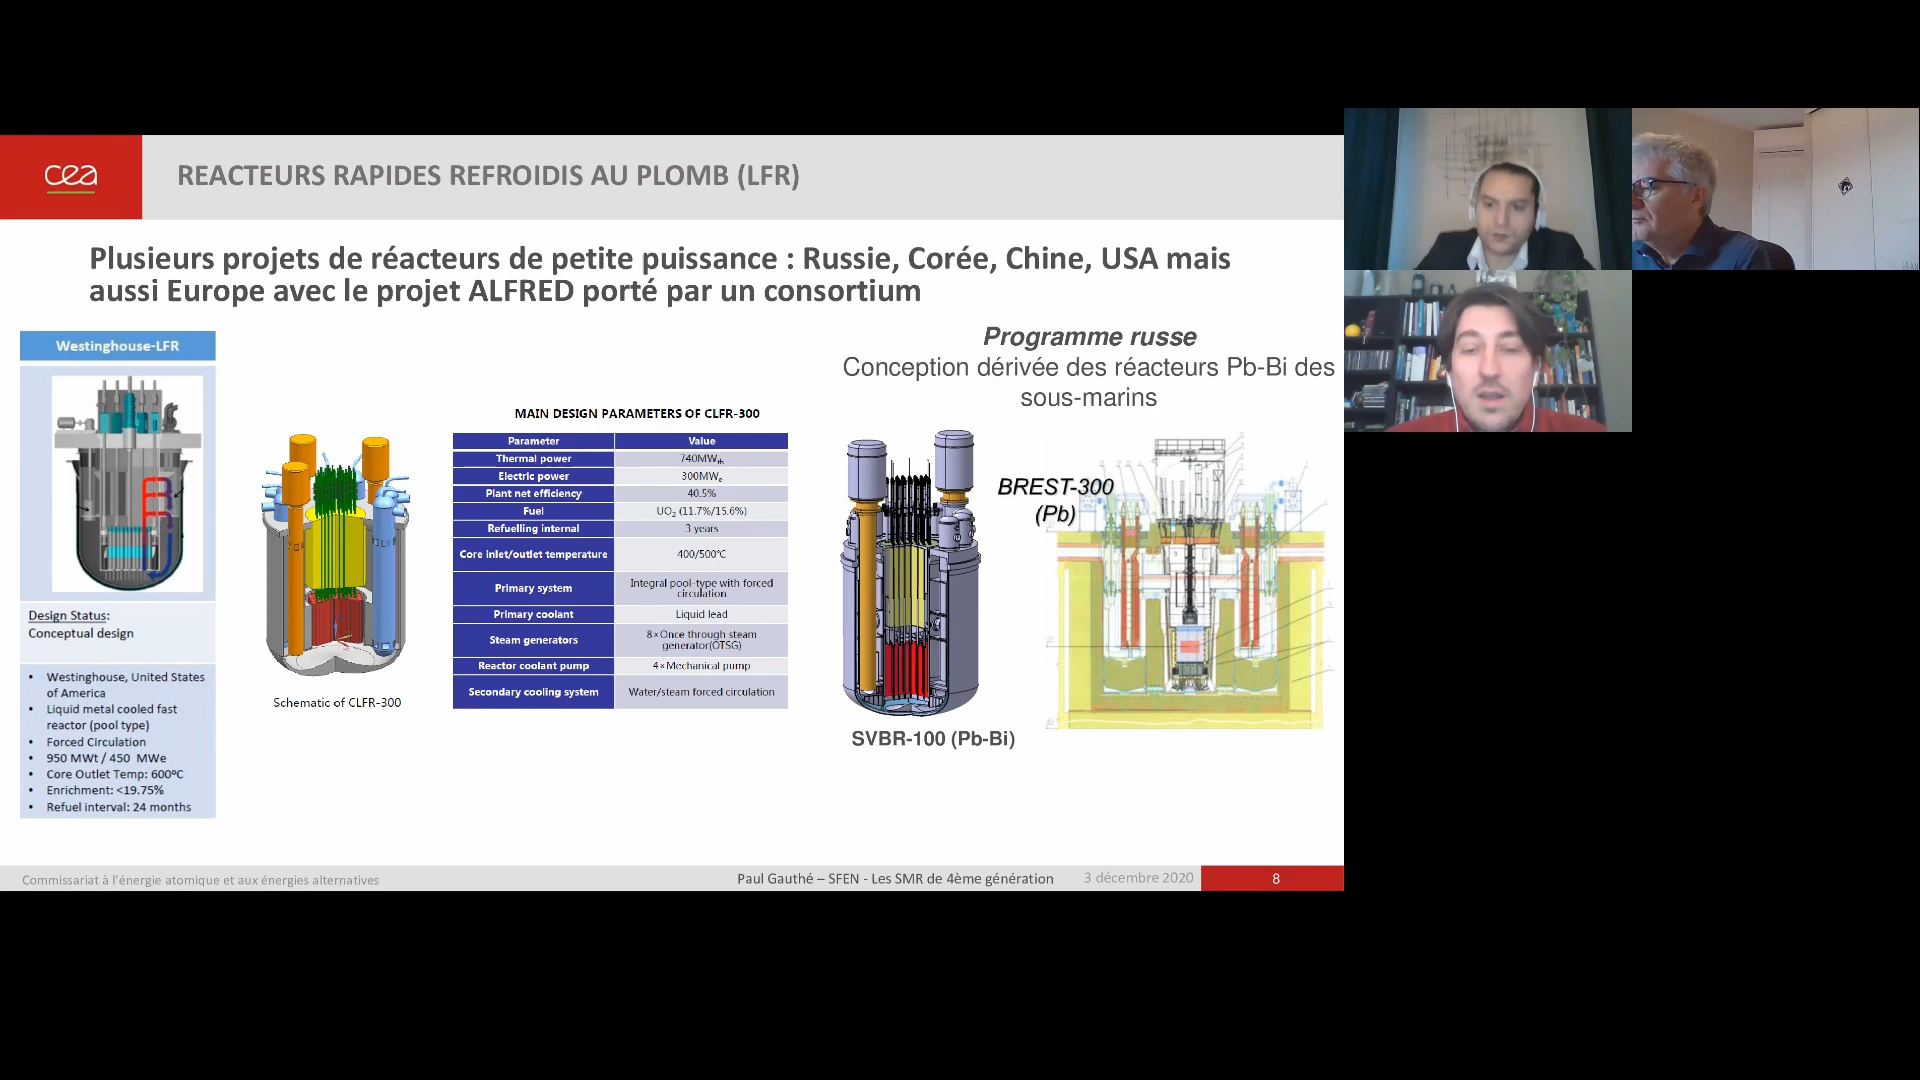 cea
REACTEURS RAPIDES REFROIDIS AU PLOMB (LFR)
Plusieurs projets de réacteurs de petite puissance : Russie, Corée, Chine, USA mais
aussi Europe avec le projet ALFRED porté par un consortium
Westinghouse-LFR
Design Status:
Conceptual design
• Westinghouse, United States
of America
• Liquid metal cooled fast
reactor (pool type)
• Forced Circulation
• 950 MWt / 450 MWe
• Core Outlet Temp: 600ºC
• Enrichment: <19.75%
• Refuel interval: 24 months
Schematic of CLFR-300
MAIN DESIGN PARAMETERS OF CLFR-300
Parameter Value
Thermal power 740MWth
Electric power 300MWe
Plant net efficiency 40.5%
Fuel UO2 (11.7%/15.6%)
Refuelling internal 3 years
Core inlet/outlet temperature 400/500℃
Primary system Integral pool-type with forced
circulation
Primary coolant Liquid lead
Steam generators 8×Once through steam
generator(OTSG)
Reactor coolant pump 4×Mechanical pump
Secondary cooling system Water/steam forced circulation
Programme russe
Conception dérivée des réacteurs Pb-Bi des
sous-marins
BREST-300
(Pb)
SVBR-100 (Pb-Bi)
Commissariat à l'énergie atomique et aux énergies alternatives
Paul Gauthé – SFEN - Les SMR de 4ème génération
3 décembre 2020
8